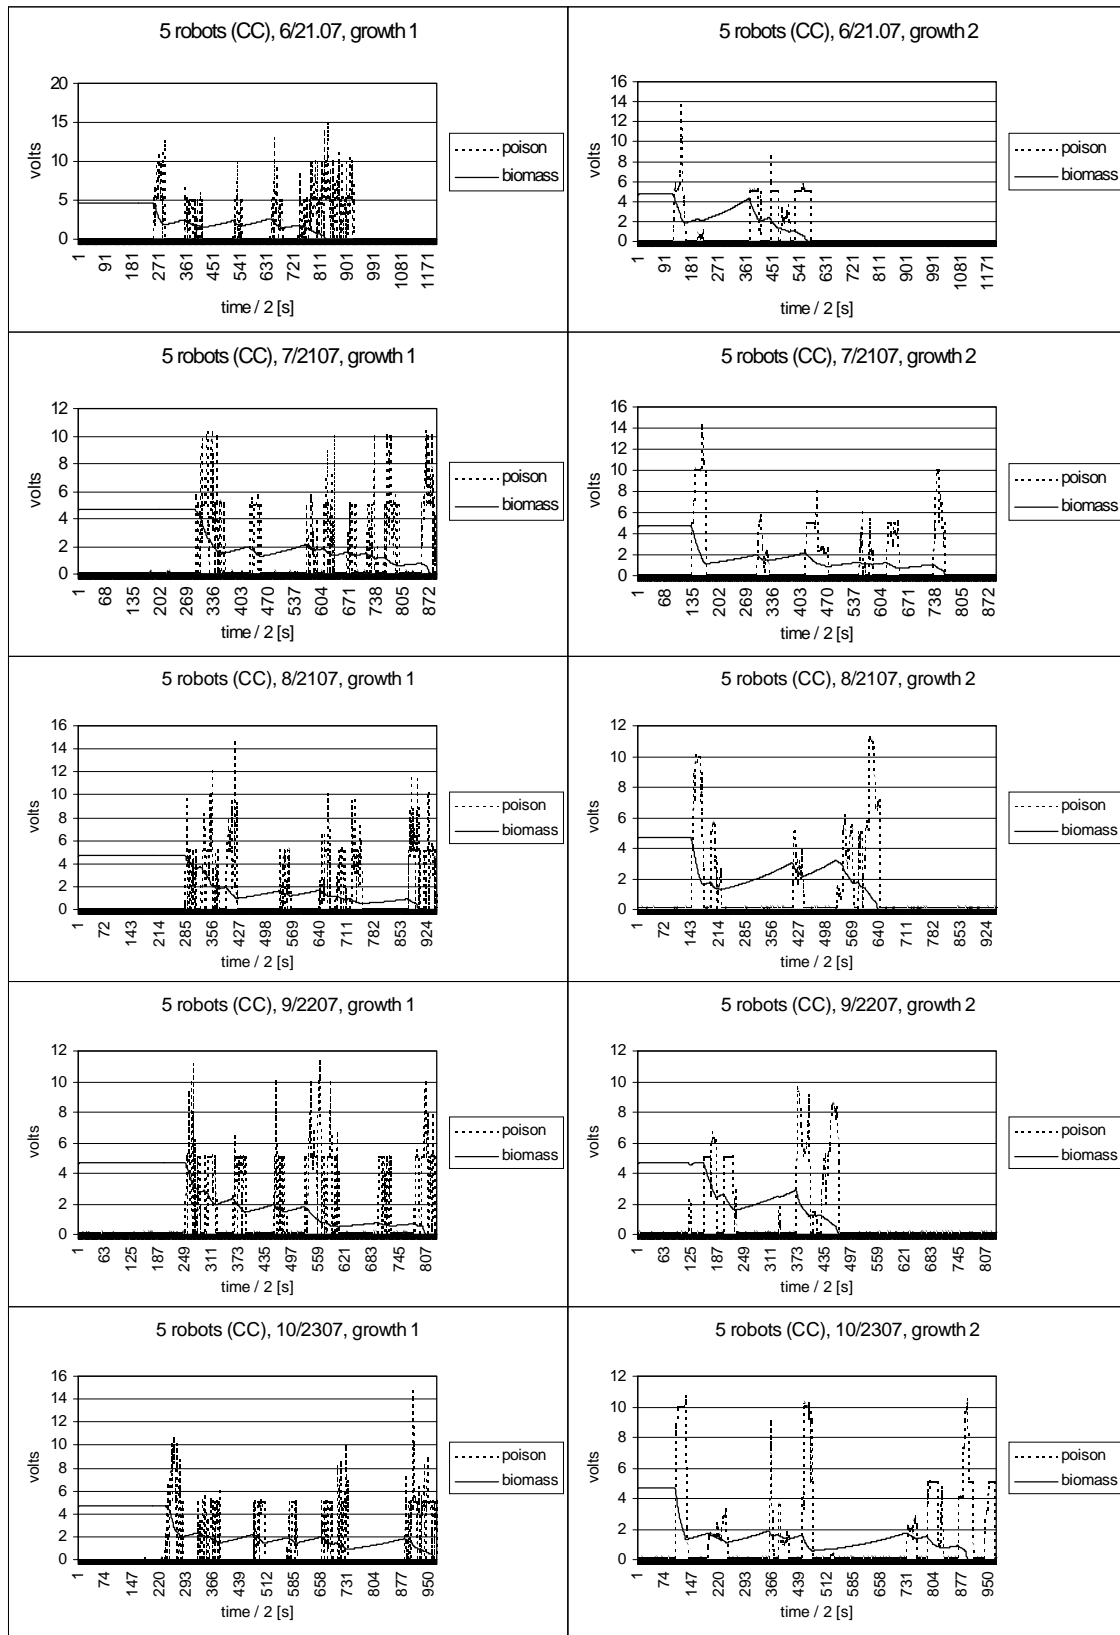 5 robots (CC), 6/21.07, growth 1
20
15
10
5
0
volts
1 91 181 271 361 451 541 631 721 811 901 991 1081 1171
time / 2 [s]
poison
biomass
5 robots (CC), 6/21.07, growth 2
16
14
12
10
8
6
4
2
0
volts
1 91 181 271 361 451 541 631 721 811 901 991 1081 1171
time / 2 [s]
poison
biomass
5 robots (CC), 7/2107, growth 1
12
10
8
6
4
2
0
volts
1 68 135 202 269 336 403 470 537 604 671 738 805 872
time / 2 [s]
poison
biomass
5 robots (CC), 7/2107, growth 2
16
14
12
10
8
6
4
2
0
volts
1 68 135 202 269 336 403 470 537 604 671 738 805 872
time / 2 [s]
poison
biomass
5 robots (CC), 8/2107, growth 1
16
14
12
10
8
6
4
2
0
volts
1 72 143 214 285 356 427 498 569 640 711 782 853 924
time / 2 [s]
poison
biomass
5 robots (CC), 8/2107, growth 2
12
10
8
6
4
2
0
volts
1 72 143 214 285 356 427 498 569 640 711 782 853 924
time / 2 [s]
poison
biomass
5 robots (CC), 9/2207, growth 1
12
10
8
6
4
2
0
volts
1 63 125 187 249 311 373 435 497 559 621 683 745 807
time / 2 [s]
poison
biomass
5 robots (CC), 9/2207, growth 2
12
10
8
6
4
2
0
volts
1 63 125 187 249 311 373 435 497 559 621 683 745 807
time / 2 [s]
poison
biomass
5 robots (CC), 10/2307, growth 1
16
14
12
10
8
6
4
2
0
volts
1 74 147 220 293 366 439 512 585 658 731 804 877 950
time / 2 [s]
poison
biomass
5 robots (CC), 10/2307, growth 2
12
10
8
6
4
2
0
volts
1 74 147 220 293 366 439 512 585 658 731 804 877 950
time / 2 [s]
poison
biomass